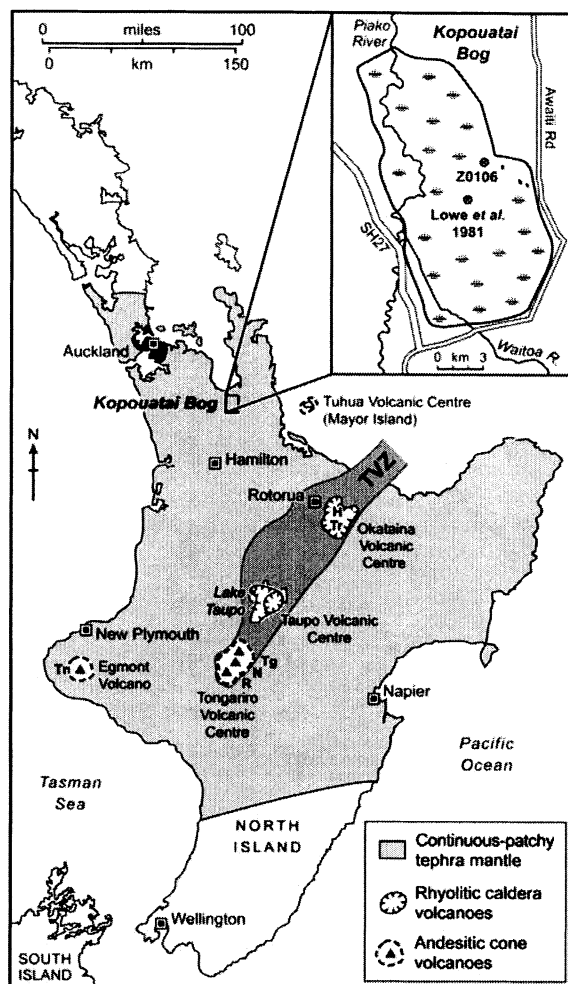 0 miles 100
0 km 150
Piako
River
Kopouatai
Bog
Awaiti Rd
Z0106
Lowe et al.
1981
SH27
Waitoa R.
0 km 3
Auckland
Kopouatai Bog
Tuhua Volcanic Centre
(Mayor Island)
N
Hamilton
TVZ
Rotorua
H
Tr
Okataina
Volcanic
Centre
Lake
Taupo
Taupo Volcanic
Centre
New Plymouth
Tn
Egmont
Volcano
Tg
N
R
Tongariro
Volcanic
Centre
Napier
Pacific
Ocean
Tasman
Sea
NORTH
ISLAND
Wellington
SOUTH
ISLAND
Continuous-patchy
tephra mantle
Rhyolitic caldera
volcanoes
Andesitic cone
volcanoes